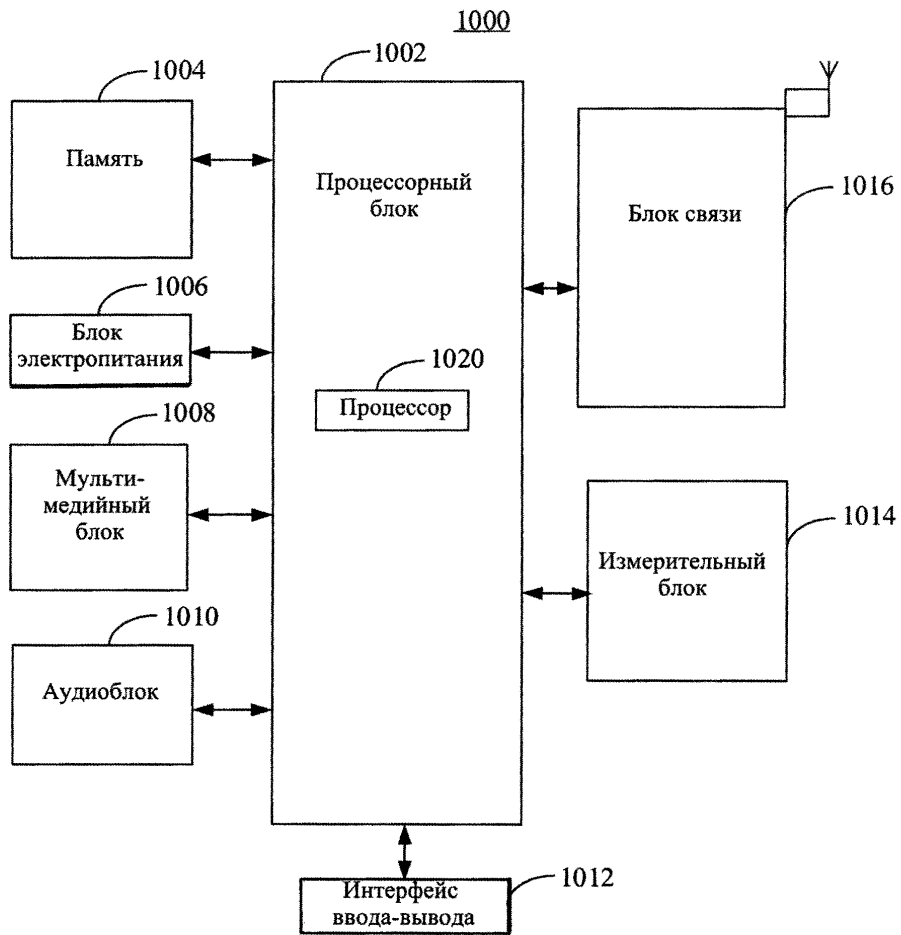 1000
1002
1004
Память
Процессорный
блок
1016
Блок связи
1006
Блок
электропитания
1020
Процессор
1008
Мульти-
медийный
блок
1014
Измерительный
блок
1010
Аудиоблок
Интерфейс
ввода-вывода
1012